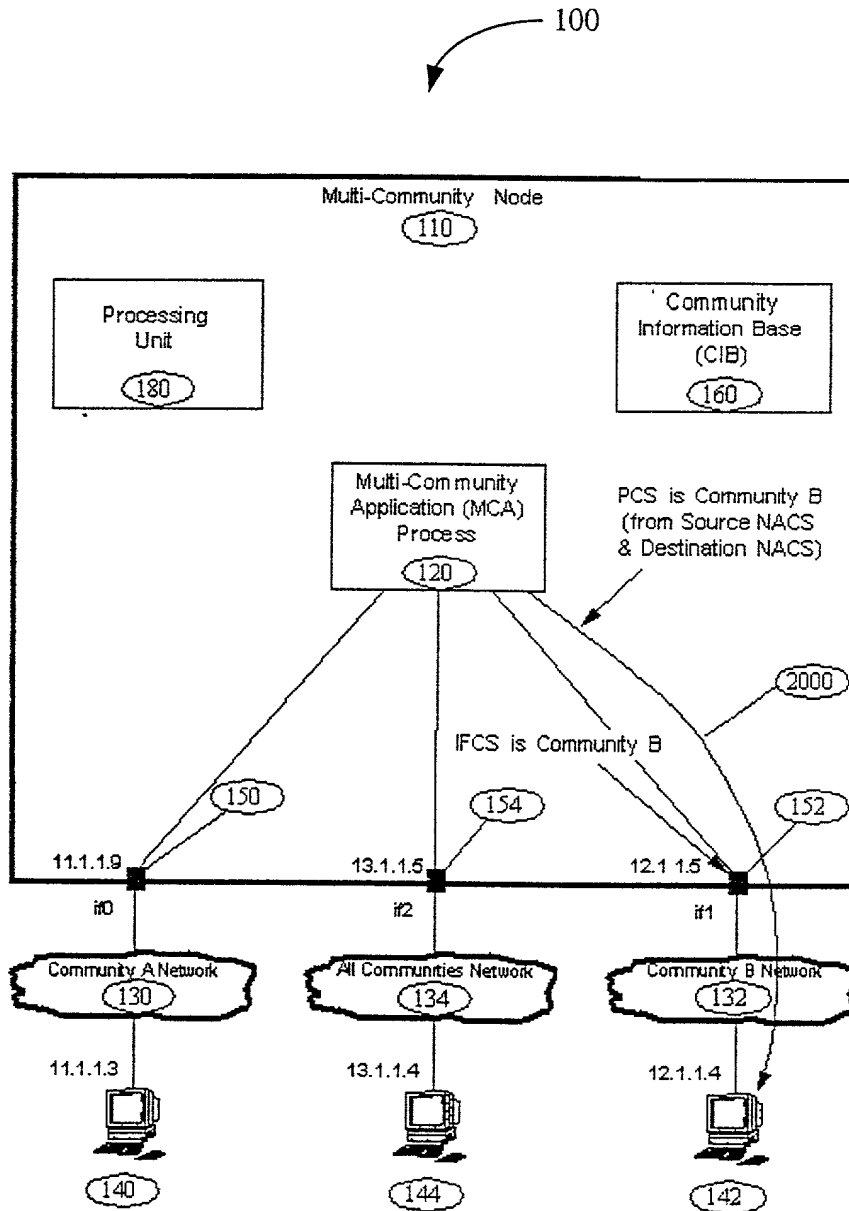 100
Multi-Community Node
110
Processing
Unit
180
Community
Information Base
(CIB)
160
Multi-Community
Application (MCA)
Process
120
PCS is Community B
(from Source NACS
& Destination NACS)
2000
IFCS is Community B
150
154
152
11.1.1.9
13.1.1.5
12.1 1.5
if0
if2
if1
Community A Network
130
All Communities Network
134
Community B Network
132
11.1.1.3
13.1.1.4
12.1.1.4
140
144
142